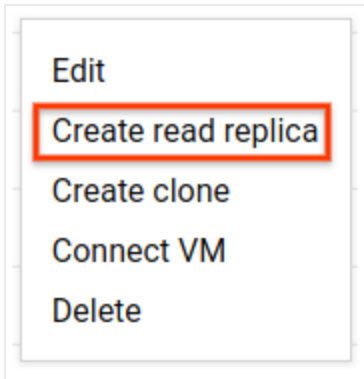 Edit
Create read replica
Create clone
Connect VM
Delete